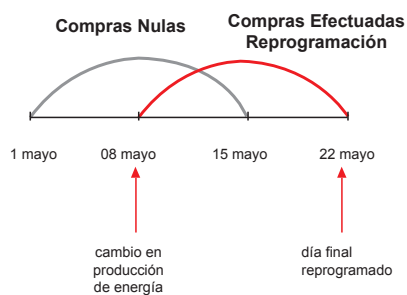 Compras Nulas
Compras Efectuadas
Reprogramación
1 mayo
08 mayo
15 mayo
22 mayo
cambio en
producción
de energía
día final
reprogramado